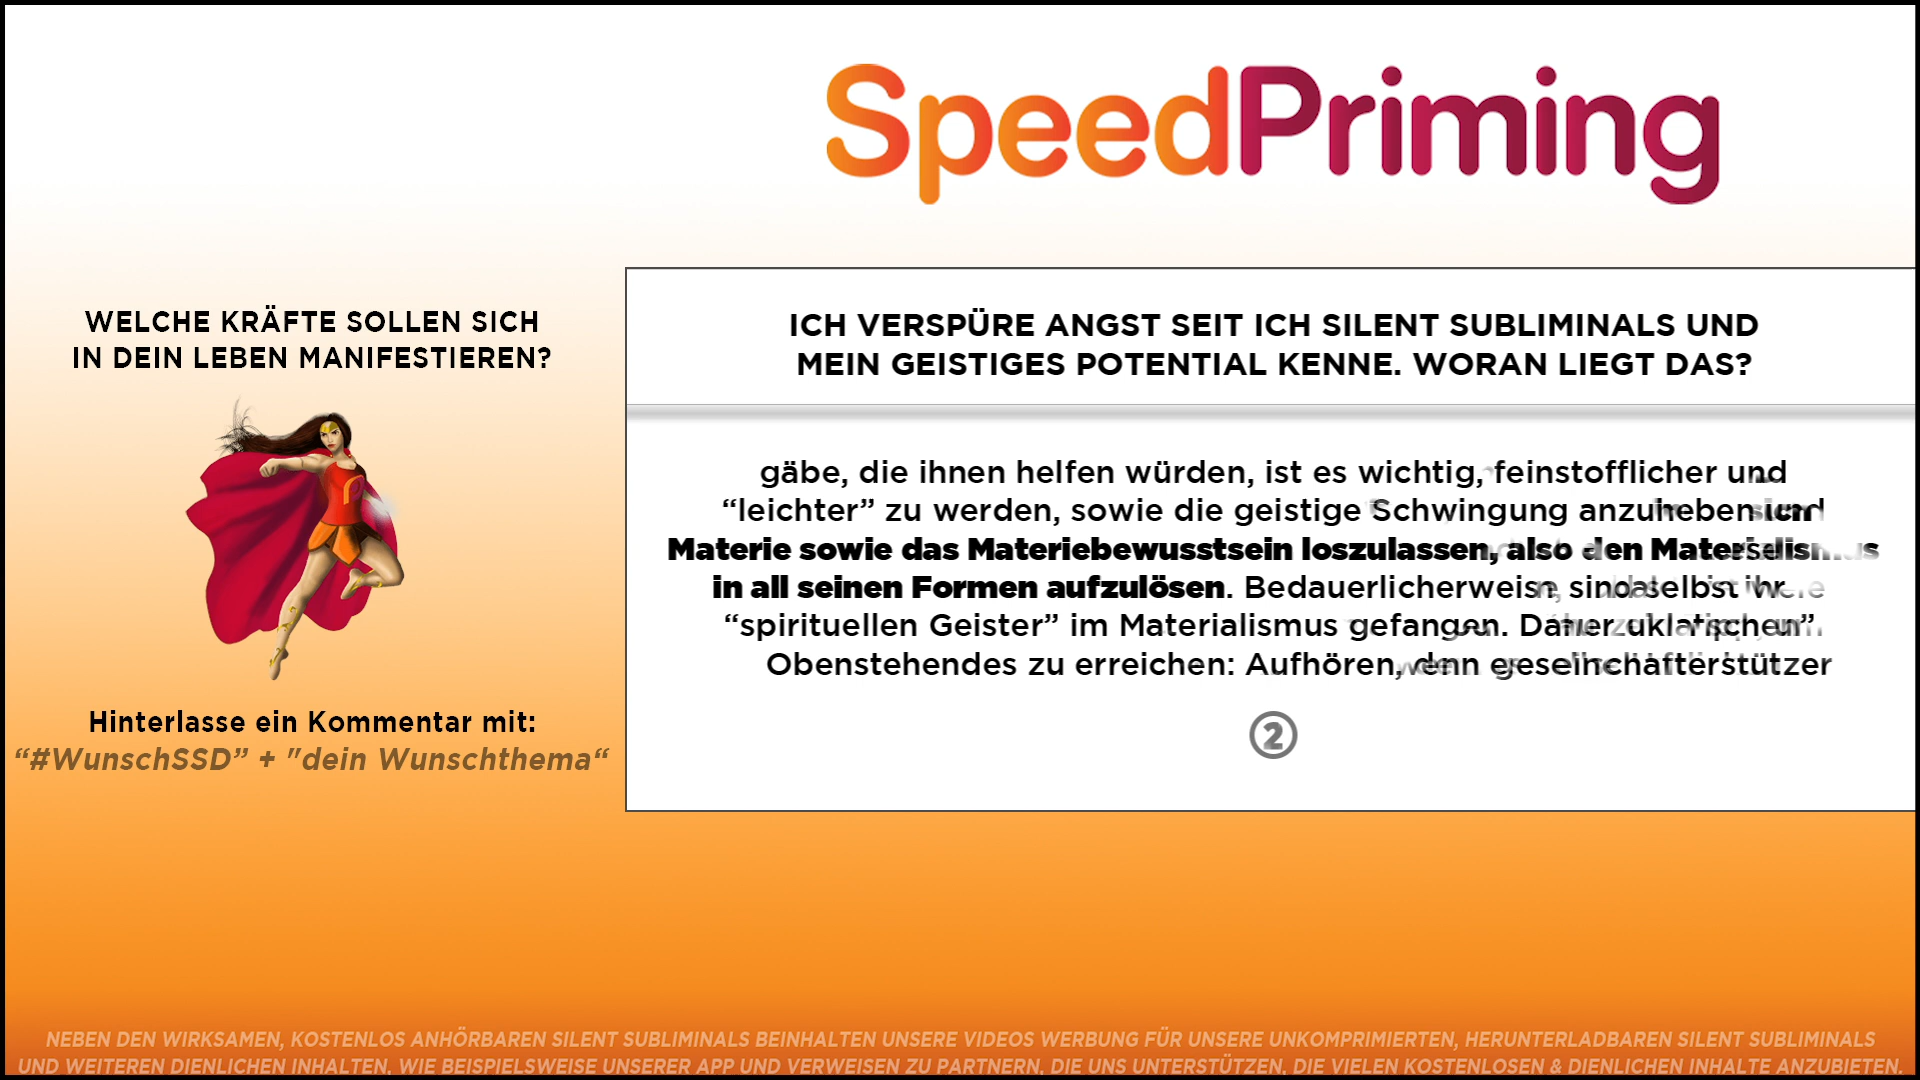 SpeedPriming
WELCHE KRÄFTE SOLLEN SICH
IN DEIN LEBEN MANIFESTIEREN?
Hinterlasse ein Kommentar mit:
“#WunschSSD” + "dein Wunschthema“
ICH VERSPÜRE ANGST SEIT ICH SILENT SUBLIMINALS UND
MEIN GEISTIGES POTENTIAL KENNE. WORAN LIEGT DAS?
gäbe, die ihnen helfen würden, ist es wichtig, feinstofflicher und
“leichter” zu werden, sowie die geistige Schwingung
Materie sowie das Materiebewusstsein loszulassen, also den
in all seinen Formen aufzulösen. Bedauerlicherweise
“spirituellen Geister” im Materialismus gefangen.
Obenstehendes zu erreichen: Aufhören,
2
NEBEN DEN WIRKSAMEN, KOSTENLOS ANHÖRBAREN SILENT SUBLIMINALS BEINHALTEN UNSERE VIDEOS WERBUNG FÜR UNSERE UNKOMPRIMIERTEN, HERUNTERLADBAREN SILENT SUBLIMINALS
UND WEITEREN DIENLICHEN INHALTEN, WIE BEISPIELSWEISE UNSERER APP UND VERWEISEN ZU PARTNERN, DIE UNS UNTERSTÜTZEN, DIE VIELEN KOSTENLOSEN & DIENLICHEN INHALTE ANZUBIETEN.